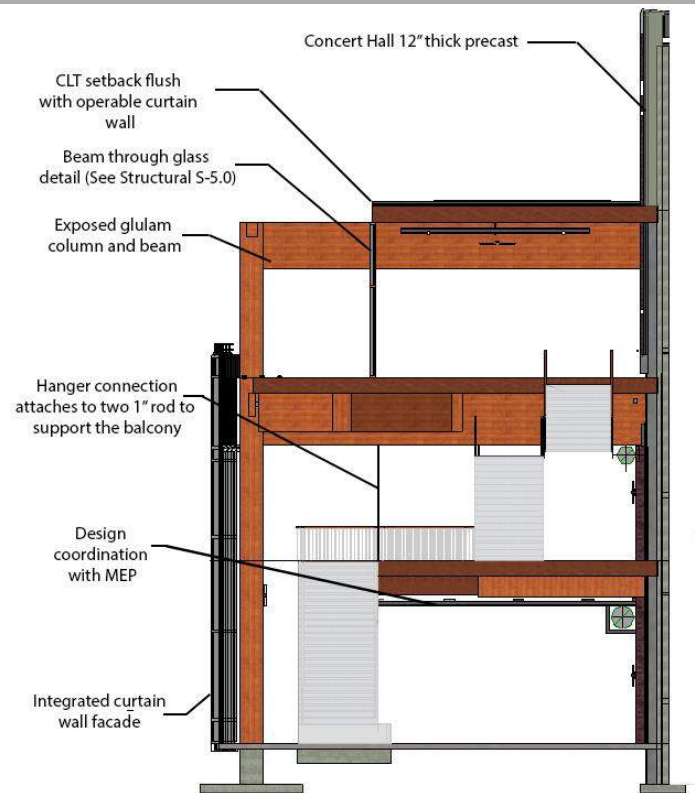 Concert Hall 12” thick precast
CLT setback flush
with operable curtain
wall
Beam through glass
detail (See Structural S-5.0)
Exposed glulam
column and beam
Hanger connection
attaches to two 1” rod to
support the balcony
Design
coordination
with MEP
Integrated curtain
wall facade